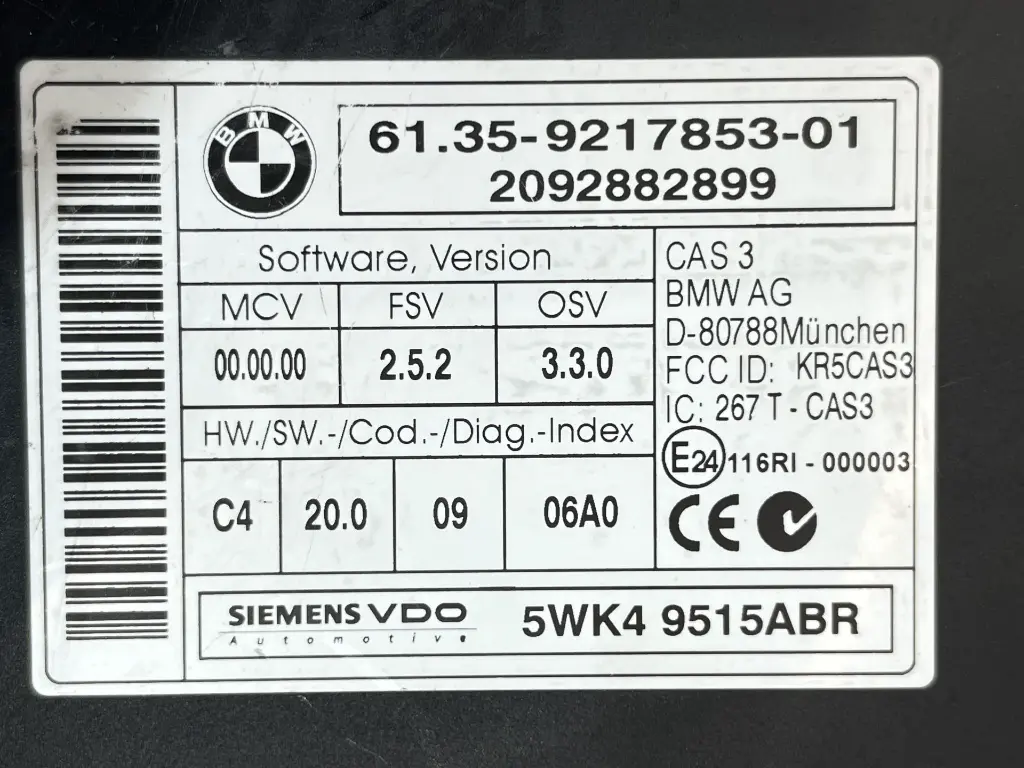 BMW
61.35-9217853-01
2092882899
Software, Version
MCV FSV OSV
00.00.00 2.5.2 3.3.0
HW./SW.-/Cod.-/Diag.-Index
C4 20.0 09 06A0
CAS 3
BMW AG
D-80788München
FCC ID: KR5CAS3
IC: 267 T - CAS3
E24 116RI - 000003
CE
SIEMENS VDO
Automotive
5WK4 9515ABR